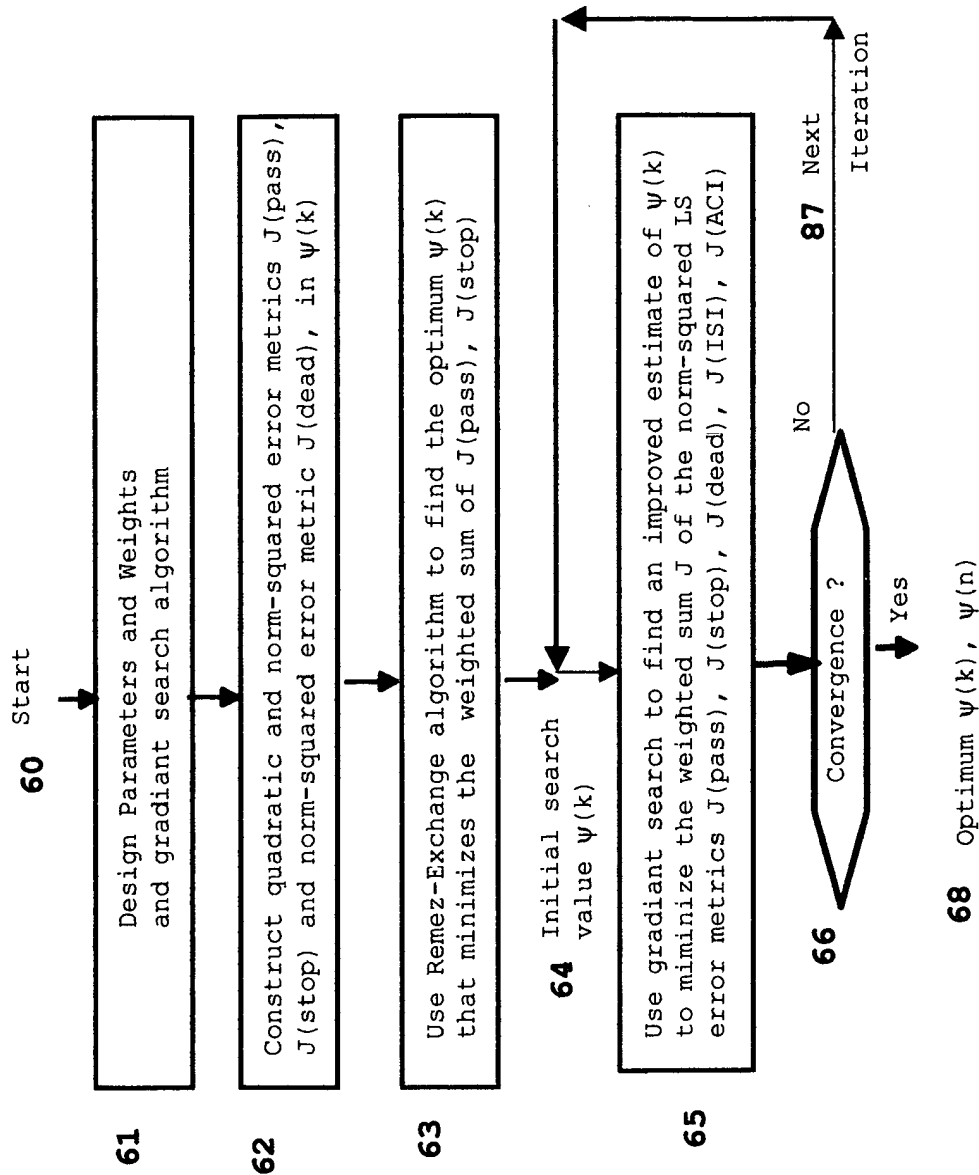 60 Start
61
Design Parameters and Weights
and gradiant search algorithm
62
Construct quadratic and norm-squared error metrics J(pass),
J(stop) and norm-squared error metric J(dead), in ψ(k)
63
Use Remez-Exchange algorithm to find the optimum ψ(k)
that minimizes the weighted sum of J(pass), J(stop)
64 Initial search
value ψ(k)
65
Use gradiant search to find an improved estimate of ψ(k)
to miminize the weighted sum J of the norm-squared LS
error metrics J(pass), J(stop), J(dead), J(ISI), J(ACI)
66
Convergence ?
No
87 Next
Iteration
Yes
68 Optimum ψ(k), ψ(n)